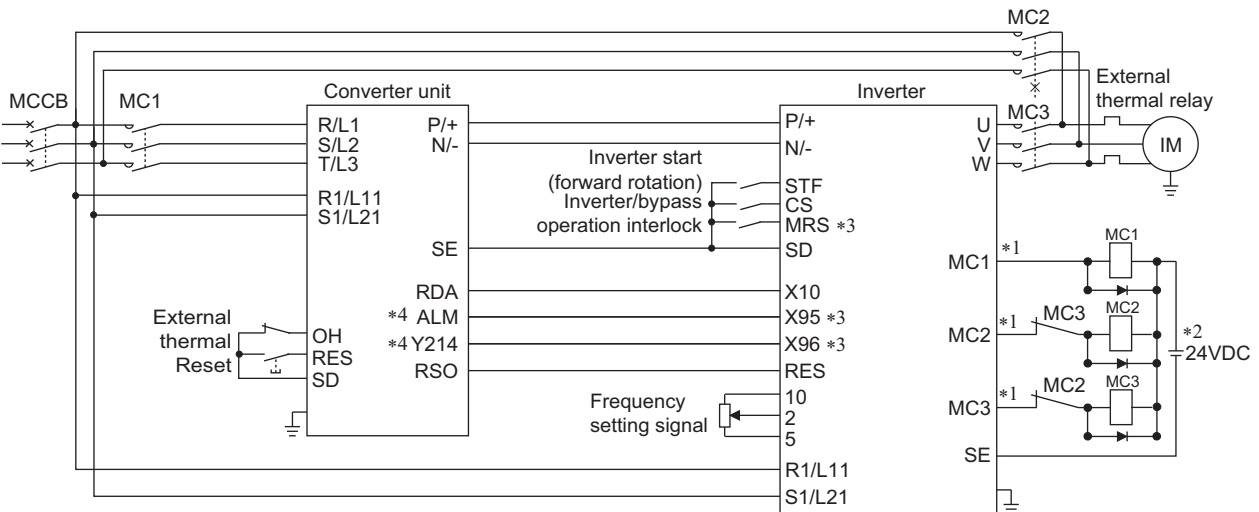 MC2
MCCB
MC1
Converter unit
Inverter
External
thermal relay
R/L1
S/L2
T/L3
R1/L11
S1/L21
P/+
N/-
SE
RDA
*4 ALM
*4 Y214
RSO
External
thermal
Reset
OH
RES
SD
Inverter start
(forward rotation)
Inverter/bypass
operation interlock
Frequency
setting signal
P/+
N/-
STF
CS
MRS *3
SD
X10
X95 *3
X96 *3
RES
10
2
5
R1/L11
S1/L21
U
V
W
MC3
IM
MC1
*1
MC1
MC2
*1
MC3
MC2
MC3
*1
MC2
MC3
SE
*2
24VDC